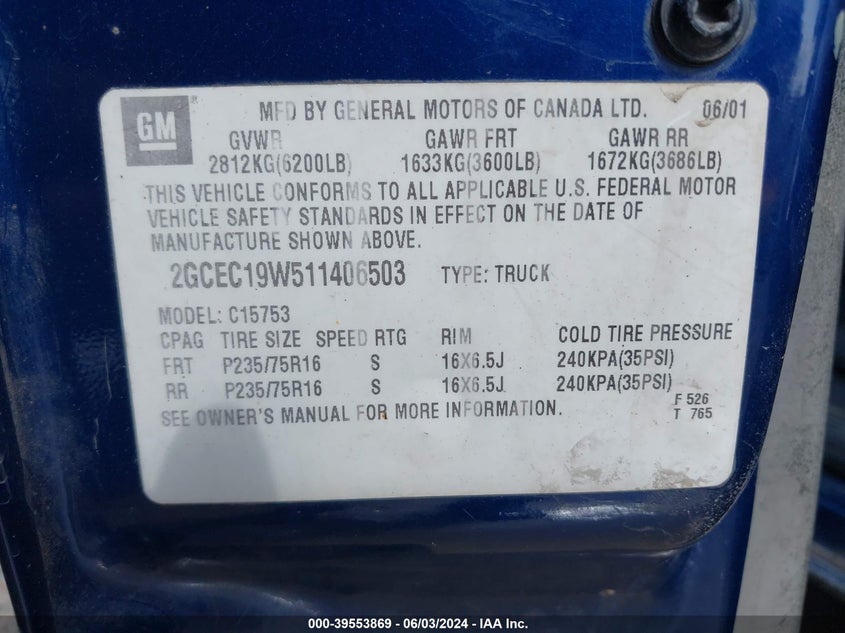 GM
MFD BY GENERAL MOTORS OF CANADA LTD. 06/01
GVWR GAWR FRT GAWR RR
2812KG(6200LB) 1633KG(3600LB) 1672KG(3686LB)
THIS VEHICLE CONFORMS TO ALL APPLICABLE U.S. FEDERAL MOTOR
VEHICLE SAFETY STANDARDS IN EFFECT ON THE DATE OF
MANUFACTURE SHOWN ABOVE.
2GCEC19W511406503 TYPE: TRUCK
MODEL: C15753
CPAG TIRE SIZE SPEED RTG RIM COLD TIRE PRESSURE
FRT P235/75R16 S 16X6.5J 240KPA(35PSI)
RR P235/75R16 S 16X6.5J 240KPA(35PSI)
SEE OWNER'S MANUAL FOR MORE INFORMATION. F 526
T 765
000-39553869 - 06/03/2024 - IAA Inc.